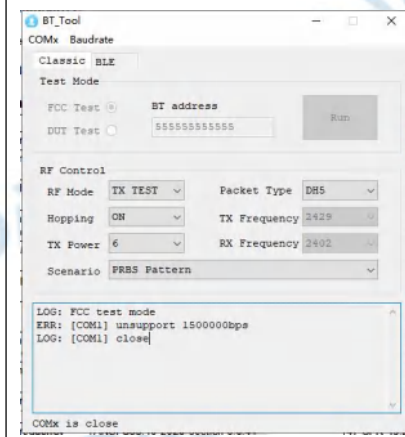 BT_Tool
COMx Baudrate
Classic BLE
Test Mode
FCC Test
BT address
DUT Test
555555555555
Run
RF Control
RF Mode TX TEST Packet Type DH5
Hopping ON TX Frequency 2429
TX Power 6 RX Frequency 2402
Scenario PRBS Pattern
LOG: FCC test mode
ERR: [COM1] unsupport 1500000bps
LOG: [COM1] close
COMx is close